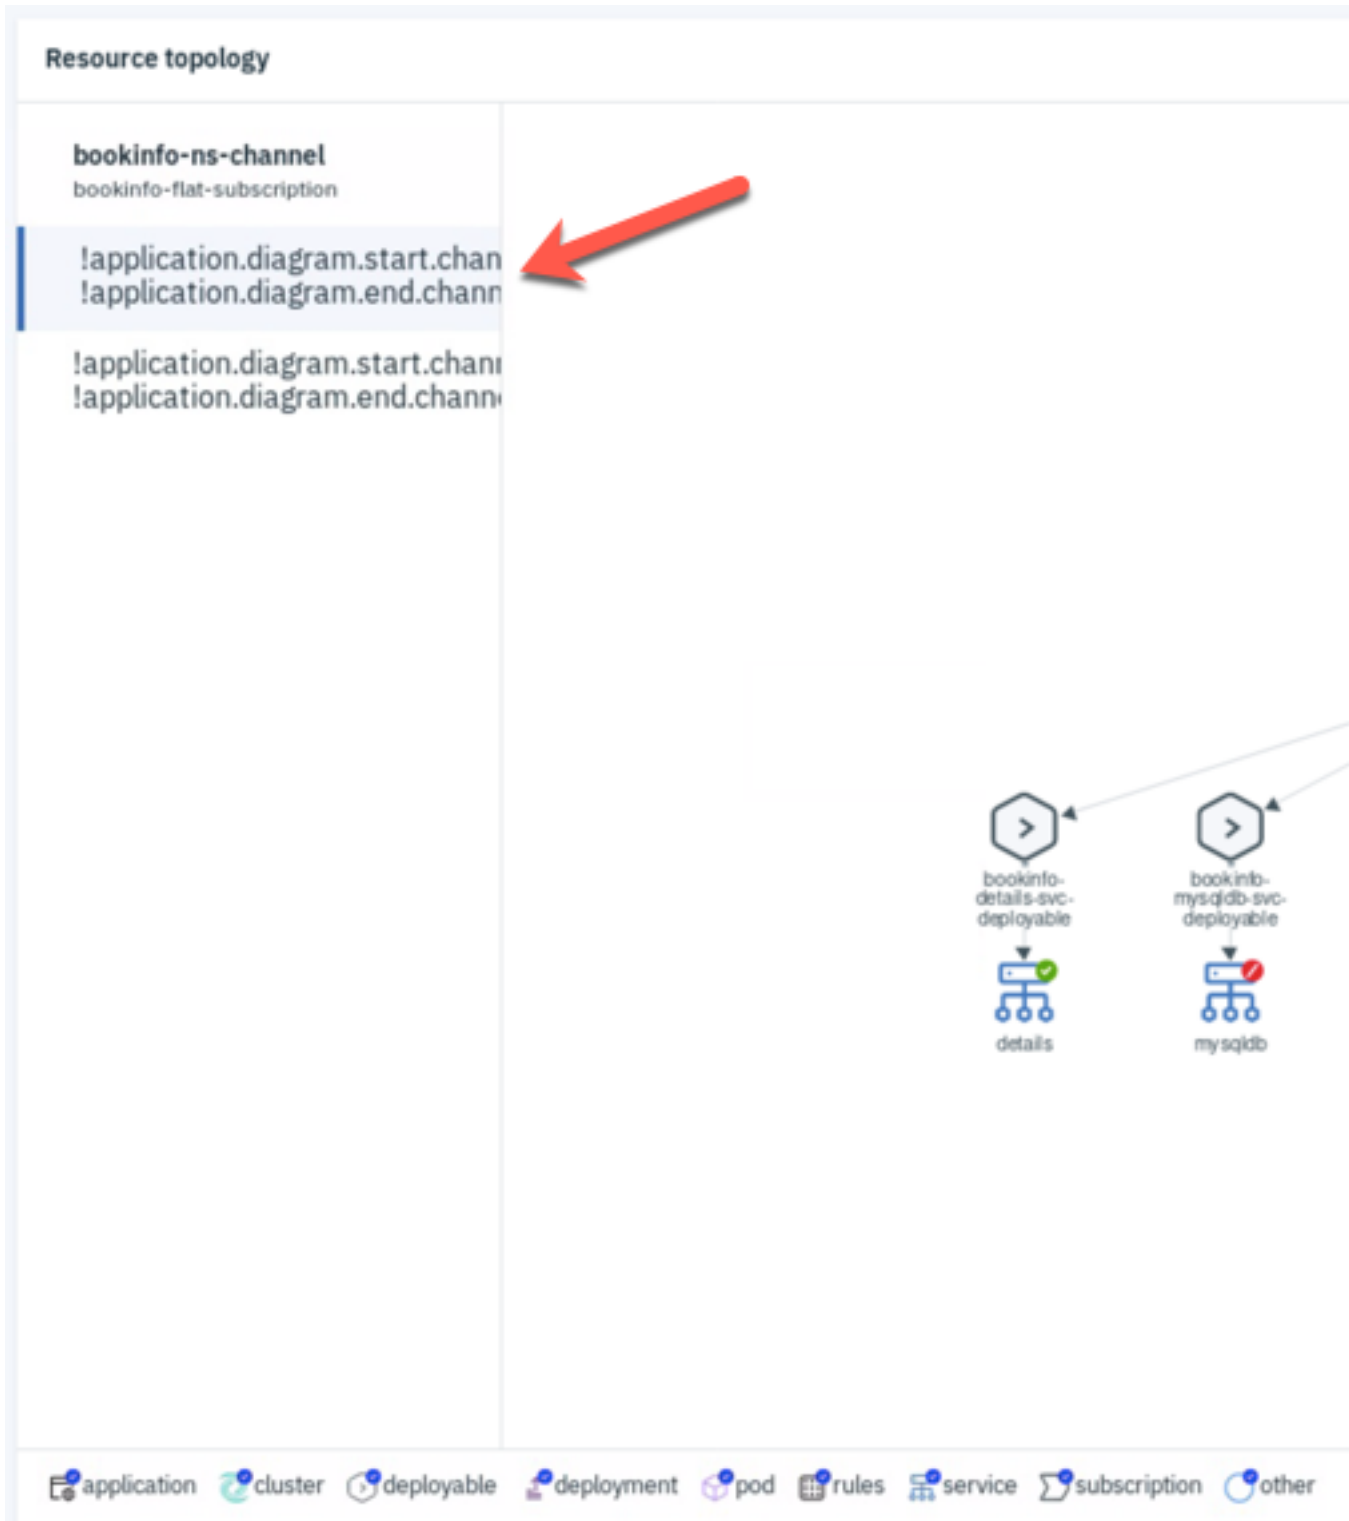 Resource topology
bookinfo-ns-channel
bookinfo-flat-subscription
!application.diagram.start.chan
!application.diagram.end.chann
!application.diagram.start.chan
!application.diagram.end.chann
bookinfo-
details-svc-
deployable
bookinfo-
mysqldb-svc-
deployable
details
mysqldb
application cluster deployable deployment pod rules service subscription other